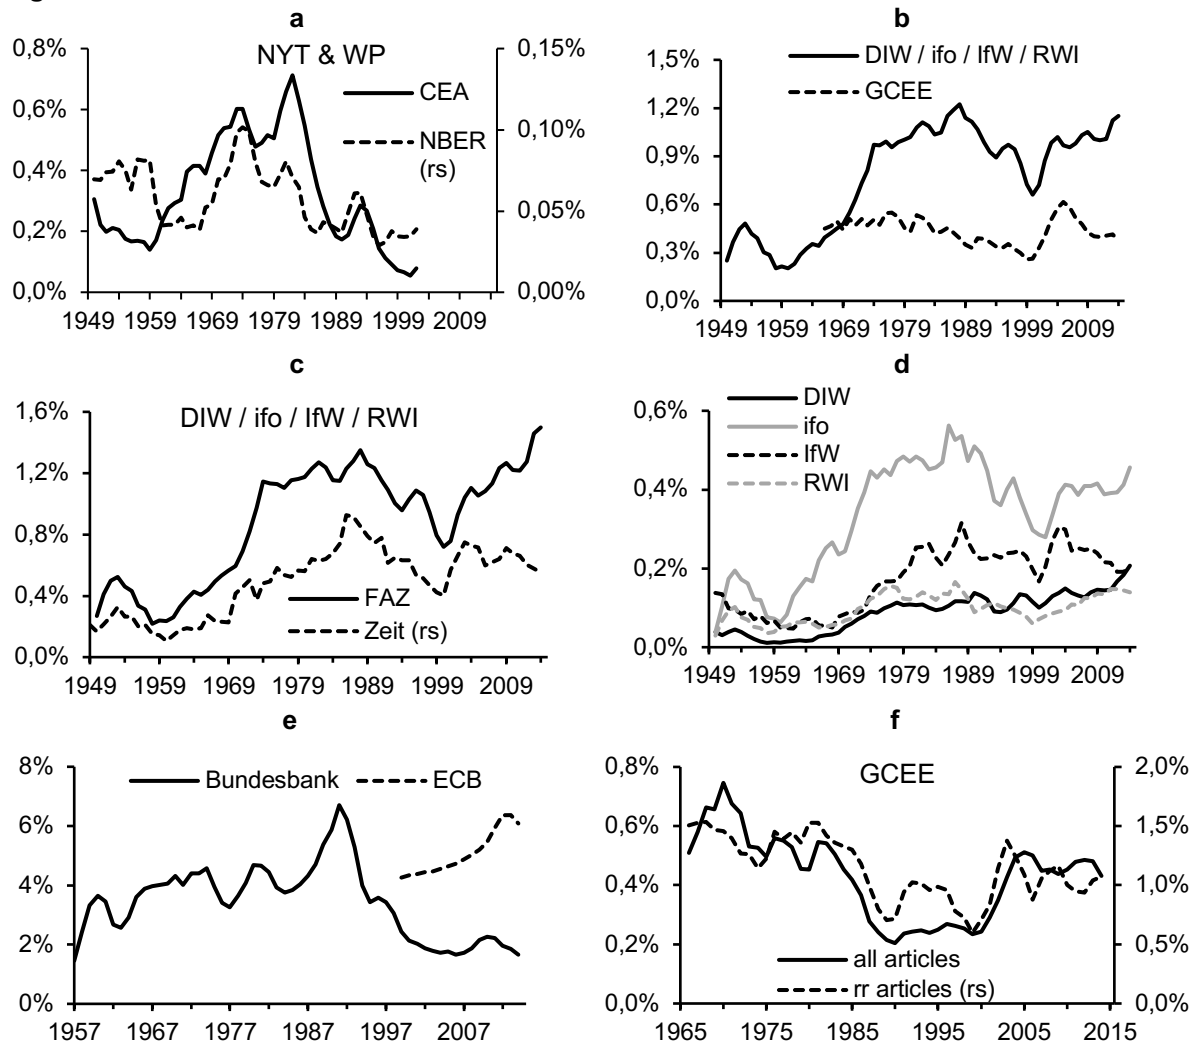 a
NYT & WP
0,8%
0,6%
0,4%
0,2%
0,0%
0,15%
0,10%
0,05%
0,00%
CEA
NBER
(rs)
1949 1959 1969 1979 1989 1999 2009
b
1,5%
1,2%
0,9%
0,6%
0,3%
0,0%
DIW / ifo / IfW / RWI
GCEE
1949 1959 1969 1979 1989 1999 2009
c
DIW / ifo / IfW / RWI
1,6%
1,2%
0,8%
0,4%
0,0%
FAZ
Zeit (rs)
1949 1959 1969 1979 1989 1999 2009
d
0,6%
0,4%
0,2%
0,0%
DIW
ifo
IfW
RWI
1949 1959 1969 1979 1989 1999 2009
e
8%
6%
4%
2%
0%
Bundesbank
ECB
1957 1967 1977 1987 1997 2007
f
GCEE
0,8%
0,6%
0,4%
0,2%
0,0%
2,0%
1,5%
1,0%
0,5%
0,0%
all articles
rr articles (rs)
1965 1975 1985 1995 2005 2015